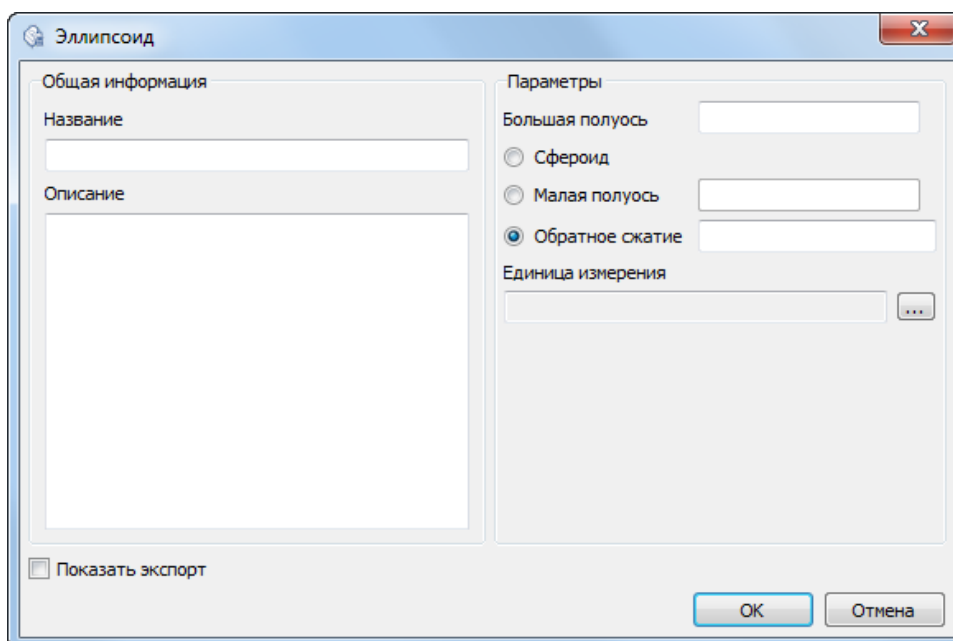 Эллипсоид
Общая информация
Название
Описание
Параметры
Большая полуось
Сфероид
Малая полуось
Обратное сжатие
Единица измерения
...
Показать экспорт
OK
Отмена